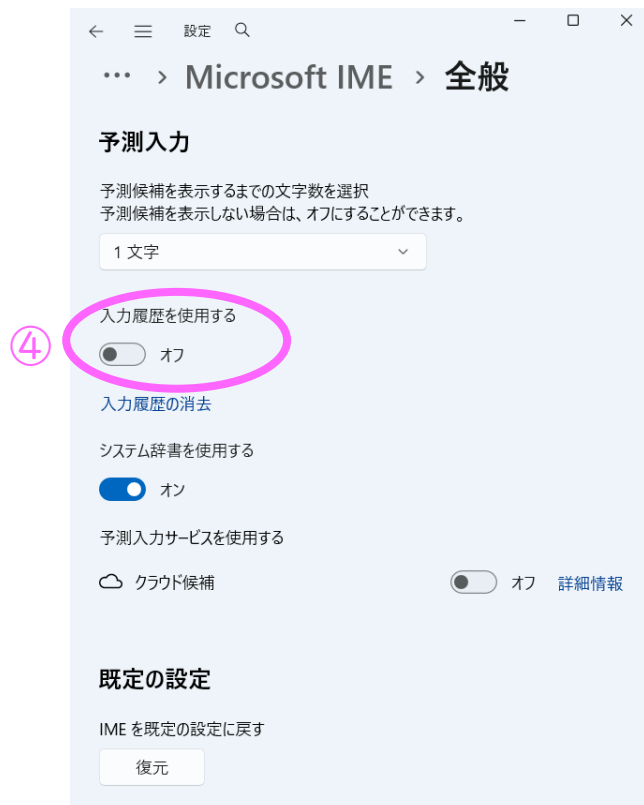 設定
… > Microsoft IME > 全般
予測入力
予測候補を表示するまでの文字数を選択
予測候補を表示しない場合は、オフにすることができます。
1 文字
入力履歴を使用する
④
オフ
入力履歴の消去
システム辞書を使用する
オン
予測入力サービスを使用する
クラウド候補 オフ 詳細情報
既定の設定
IME を既定の設定に戻す
復元